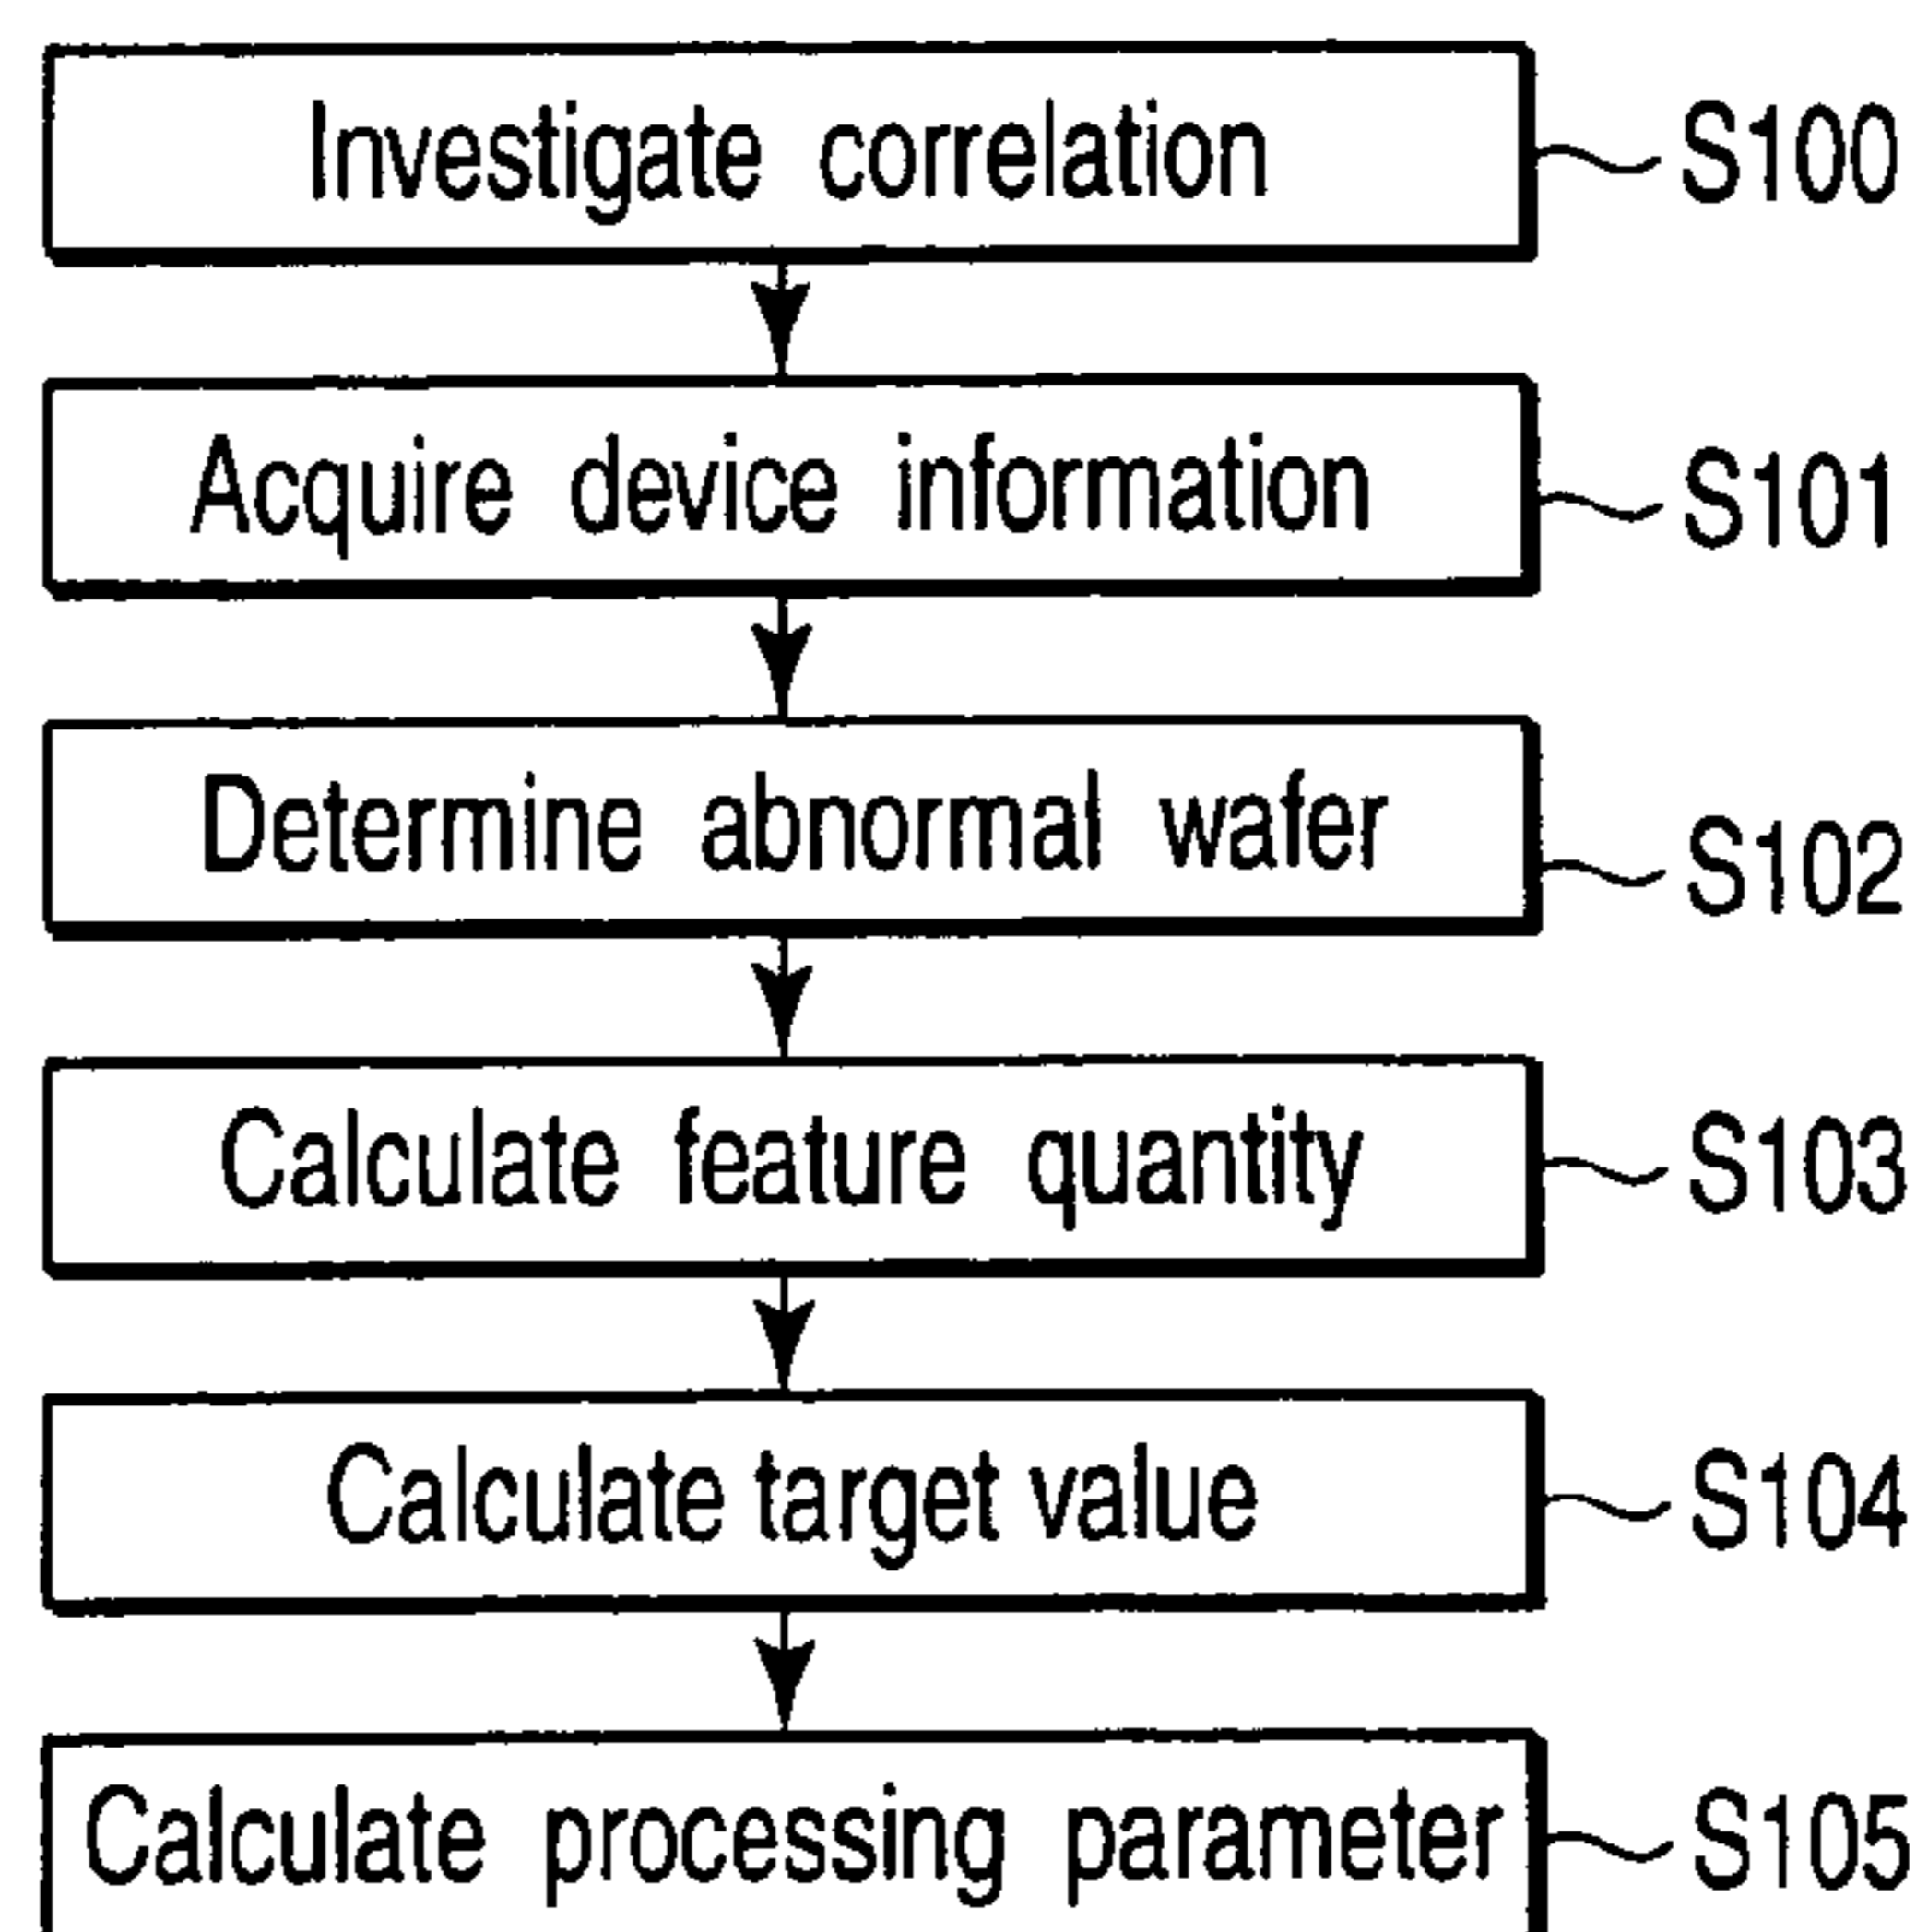 Investigate correlation S100
Acquire device information S101
Determine abnormal wafer S102
Calculate feature quantity S103
Calculate target value S104
Calculate processing parameter S105